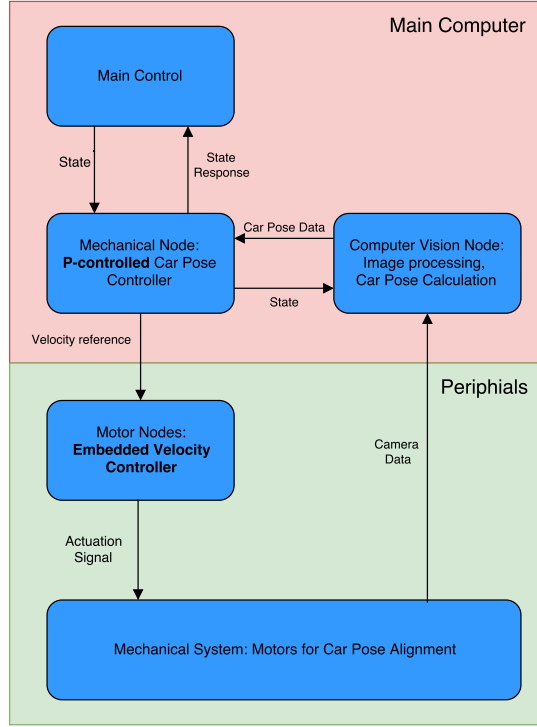 Main Computer
Main Control
State
State
Response
Mechanical Node:
P-controlled Car Pose
Controller
Car Pose Data
State
Computer Vision Node:
Image processing,
Car Pose Calculation
Velocity reference
Periphials
Motor Nodes:
Embedded Velocity
Controller
Camera
Data
Actuation
Signal
Mechanical System: Motors for Car Pose Alignment